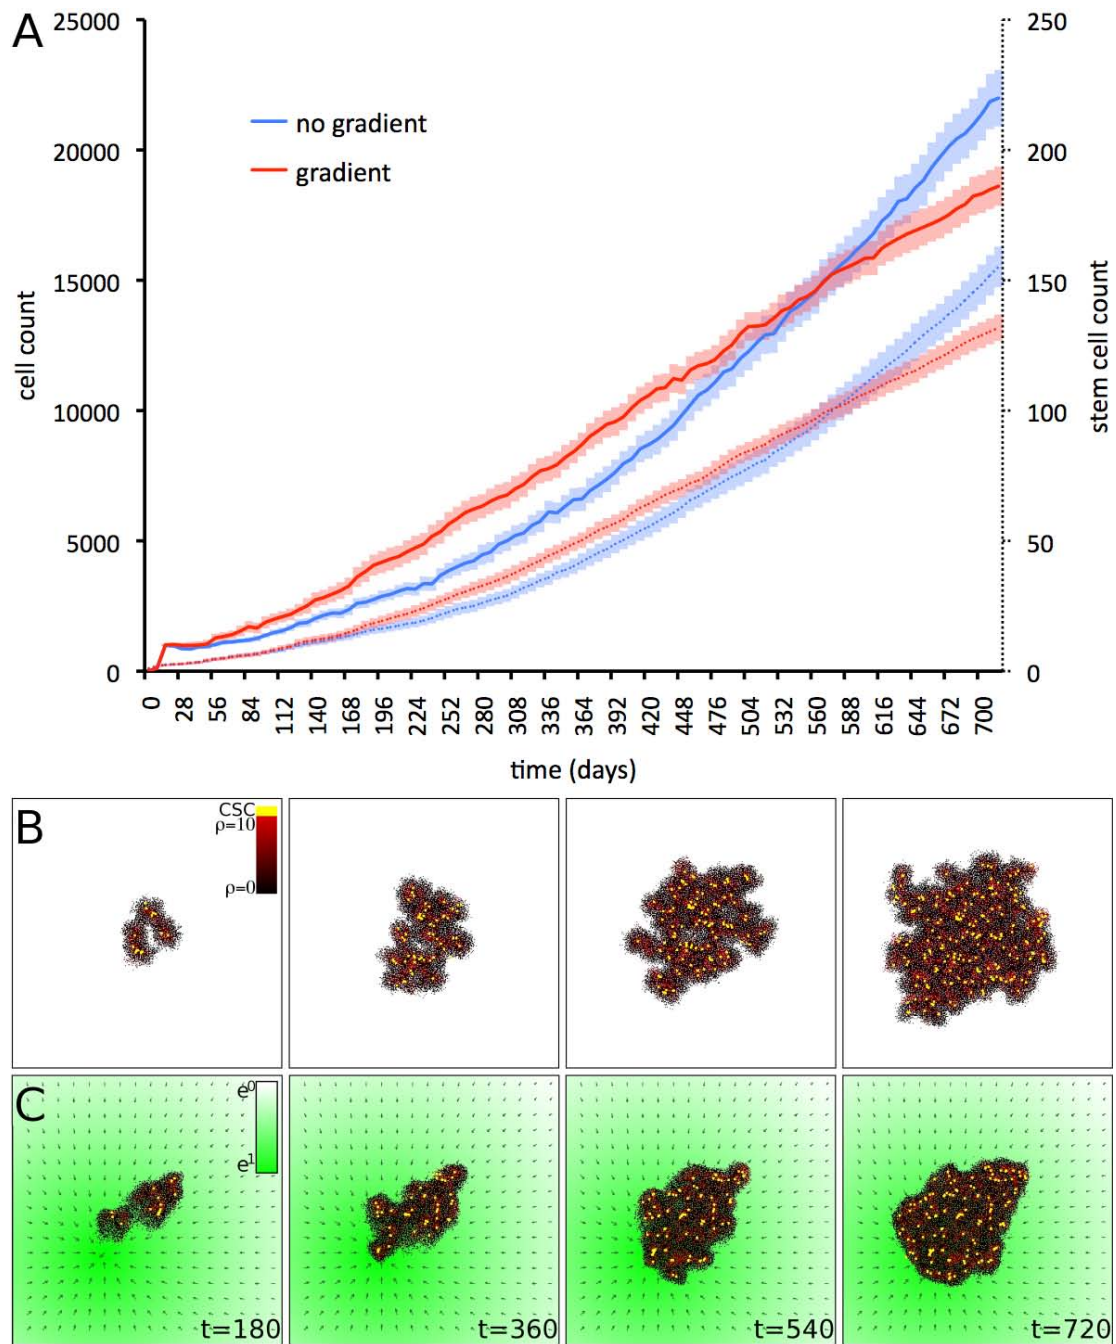 A
25000
20000
15000
10000
5000
0
cell count
no gradient
gradient
250
200
150
100
50
0
stem cell count
0 28 56 84 112 140 168 196 224 252 280 308 336 364 392 420 448 476 504 532 560 588 616 644 672 700
time (days)
B
CSC
ρ=10
ρ=0
C
e⁰
e¹
t=180
t=360
t=540
t=720